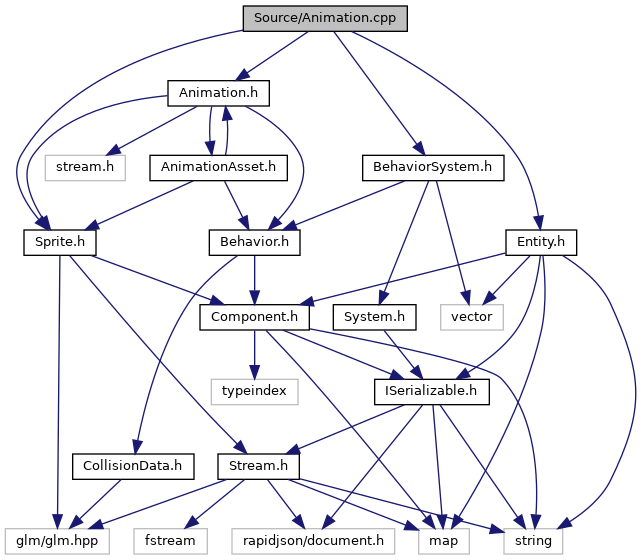 Source/Animation.cpp
Animation.h
stream.h
AnimationAsset.h
BehaviorSystem.h
Sprite.h
Behavior.h
Entity.h
Component.h
System.h
vector
typeindex
ISerializable.h
CollisionData.h
Stream.h
glm/glm.hpp
fstream
rapidjson/document.h
map
string